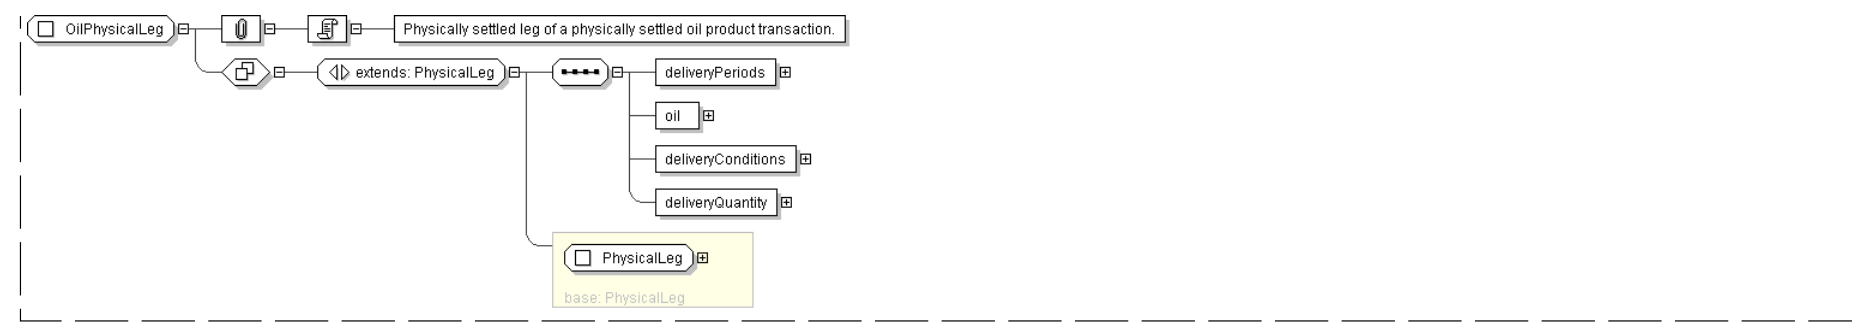 OilPhysicalLeg
Physically settled leg of a physically settled oil product transaction.
extends: PhysicalLeg
deliveryPeriods
oil
deliveryConditions
deliveryQuantity
PhysicalLeg
base: PhysicalLeg